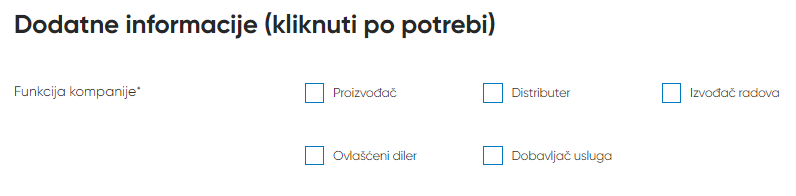 Dodatne informacije (kliknuti po potrebi)
Funkcija kompanije* Proizvođač Distributer Izvođač radova
Ovlašćeni diler Dobavljač usluga